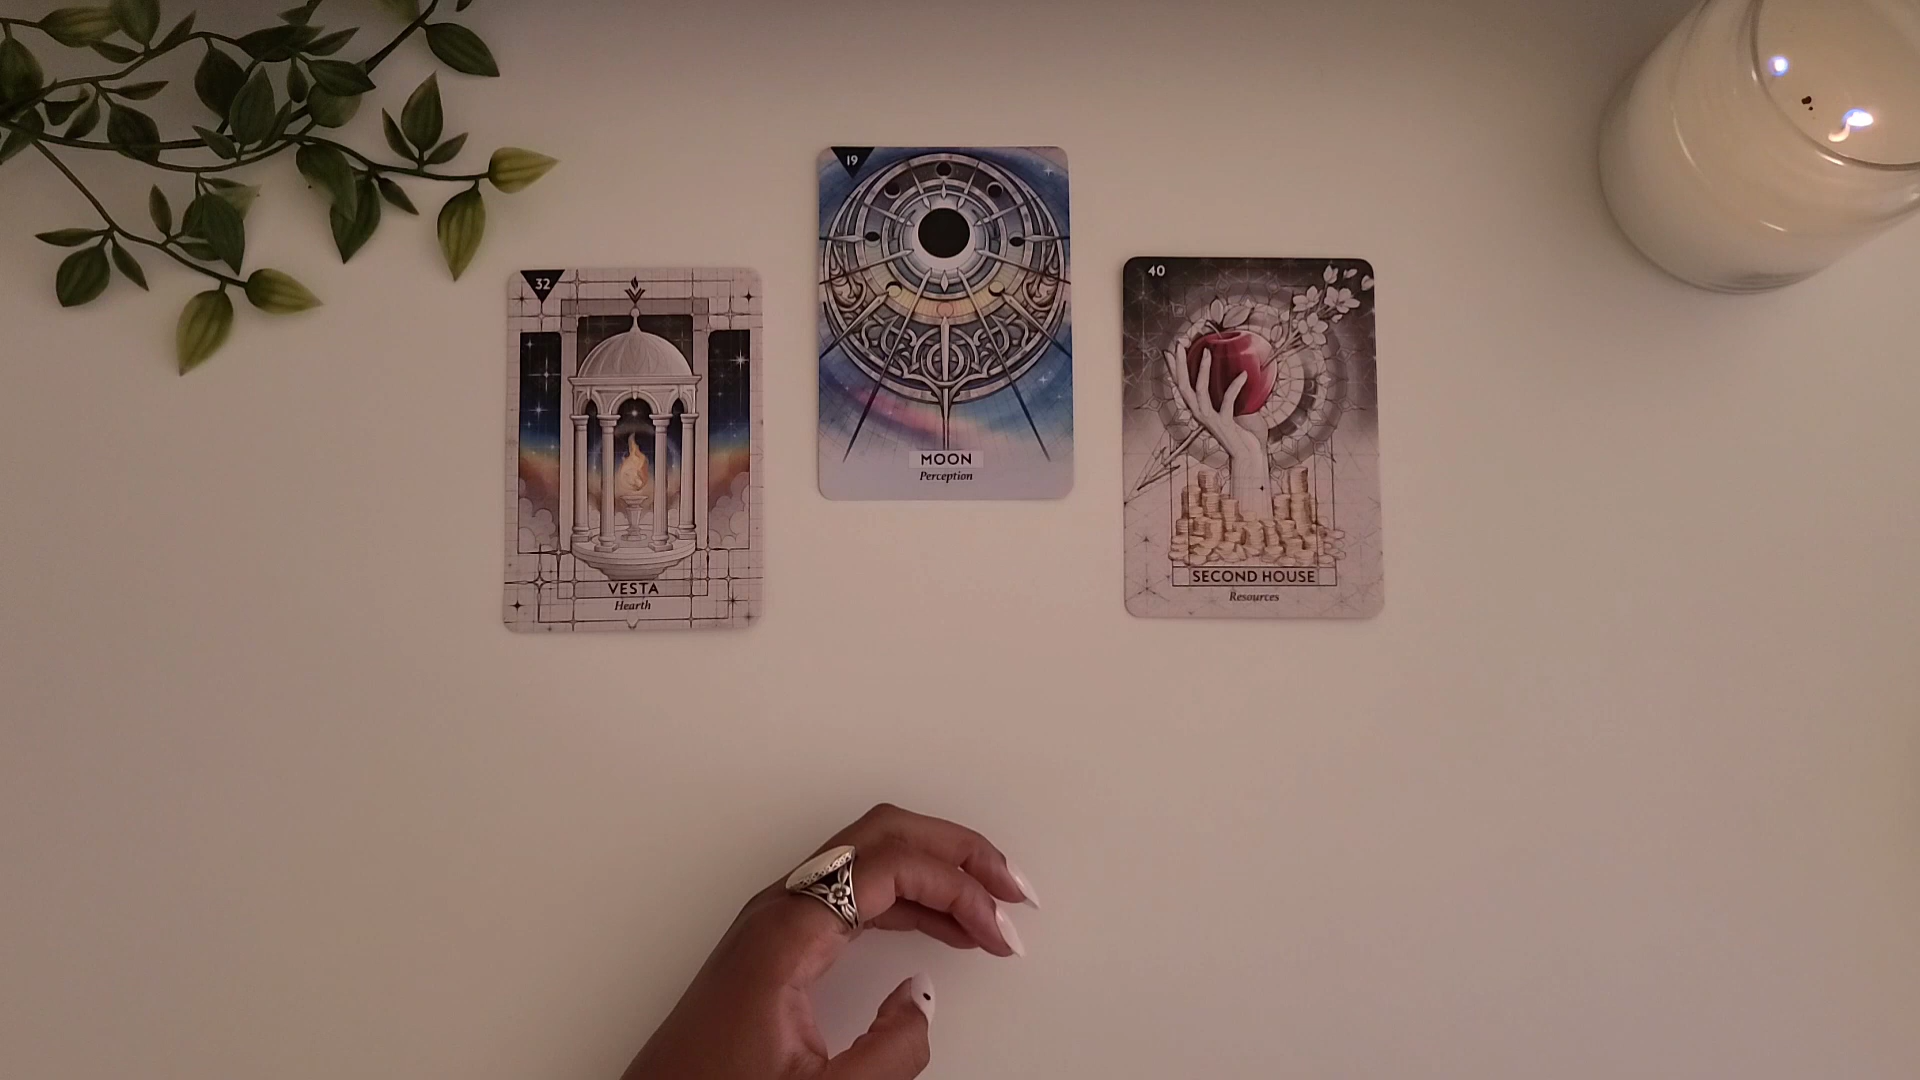 32
VESTA
Hearth
19
MOON
Perception
40
SECOND HOUSE
Resources